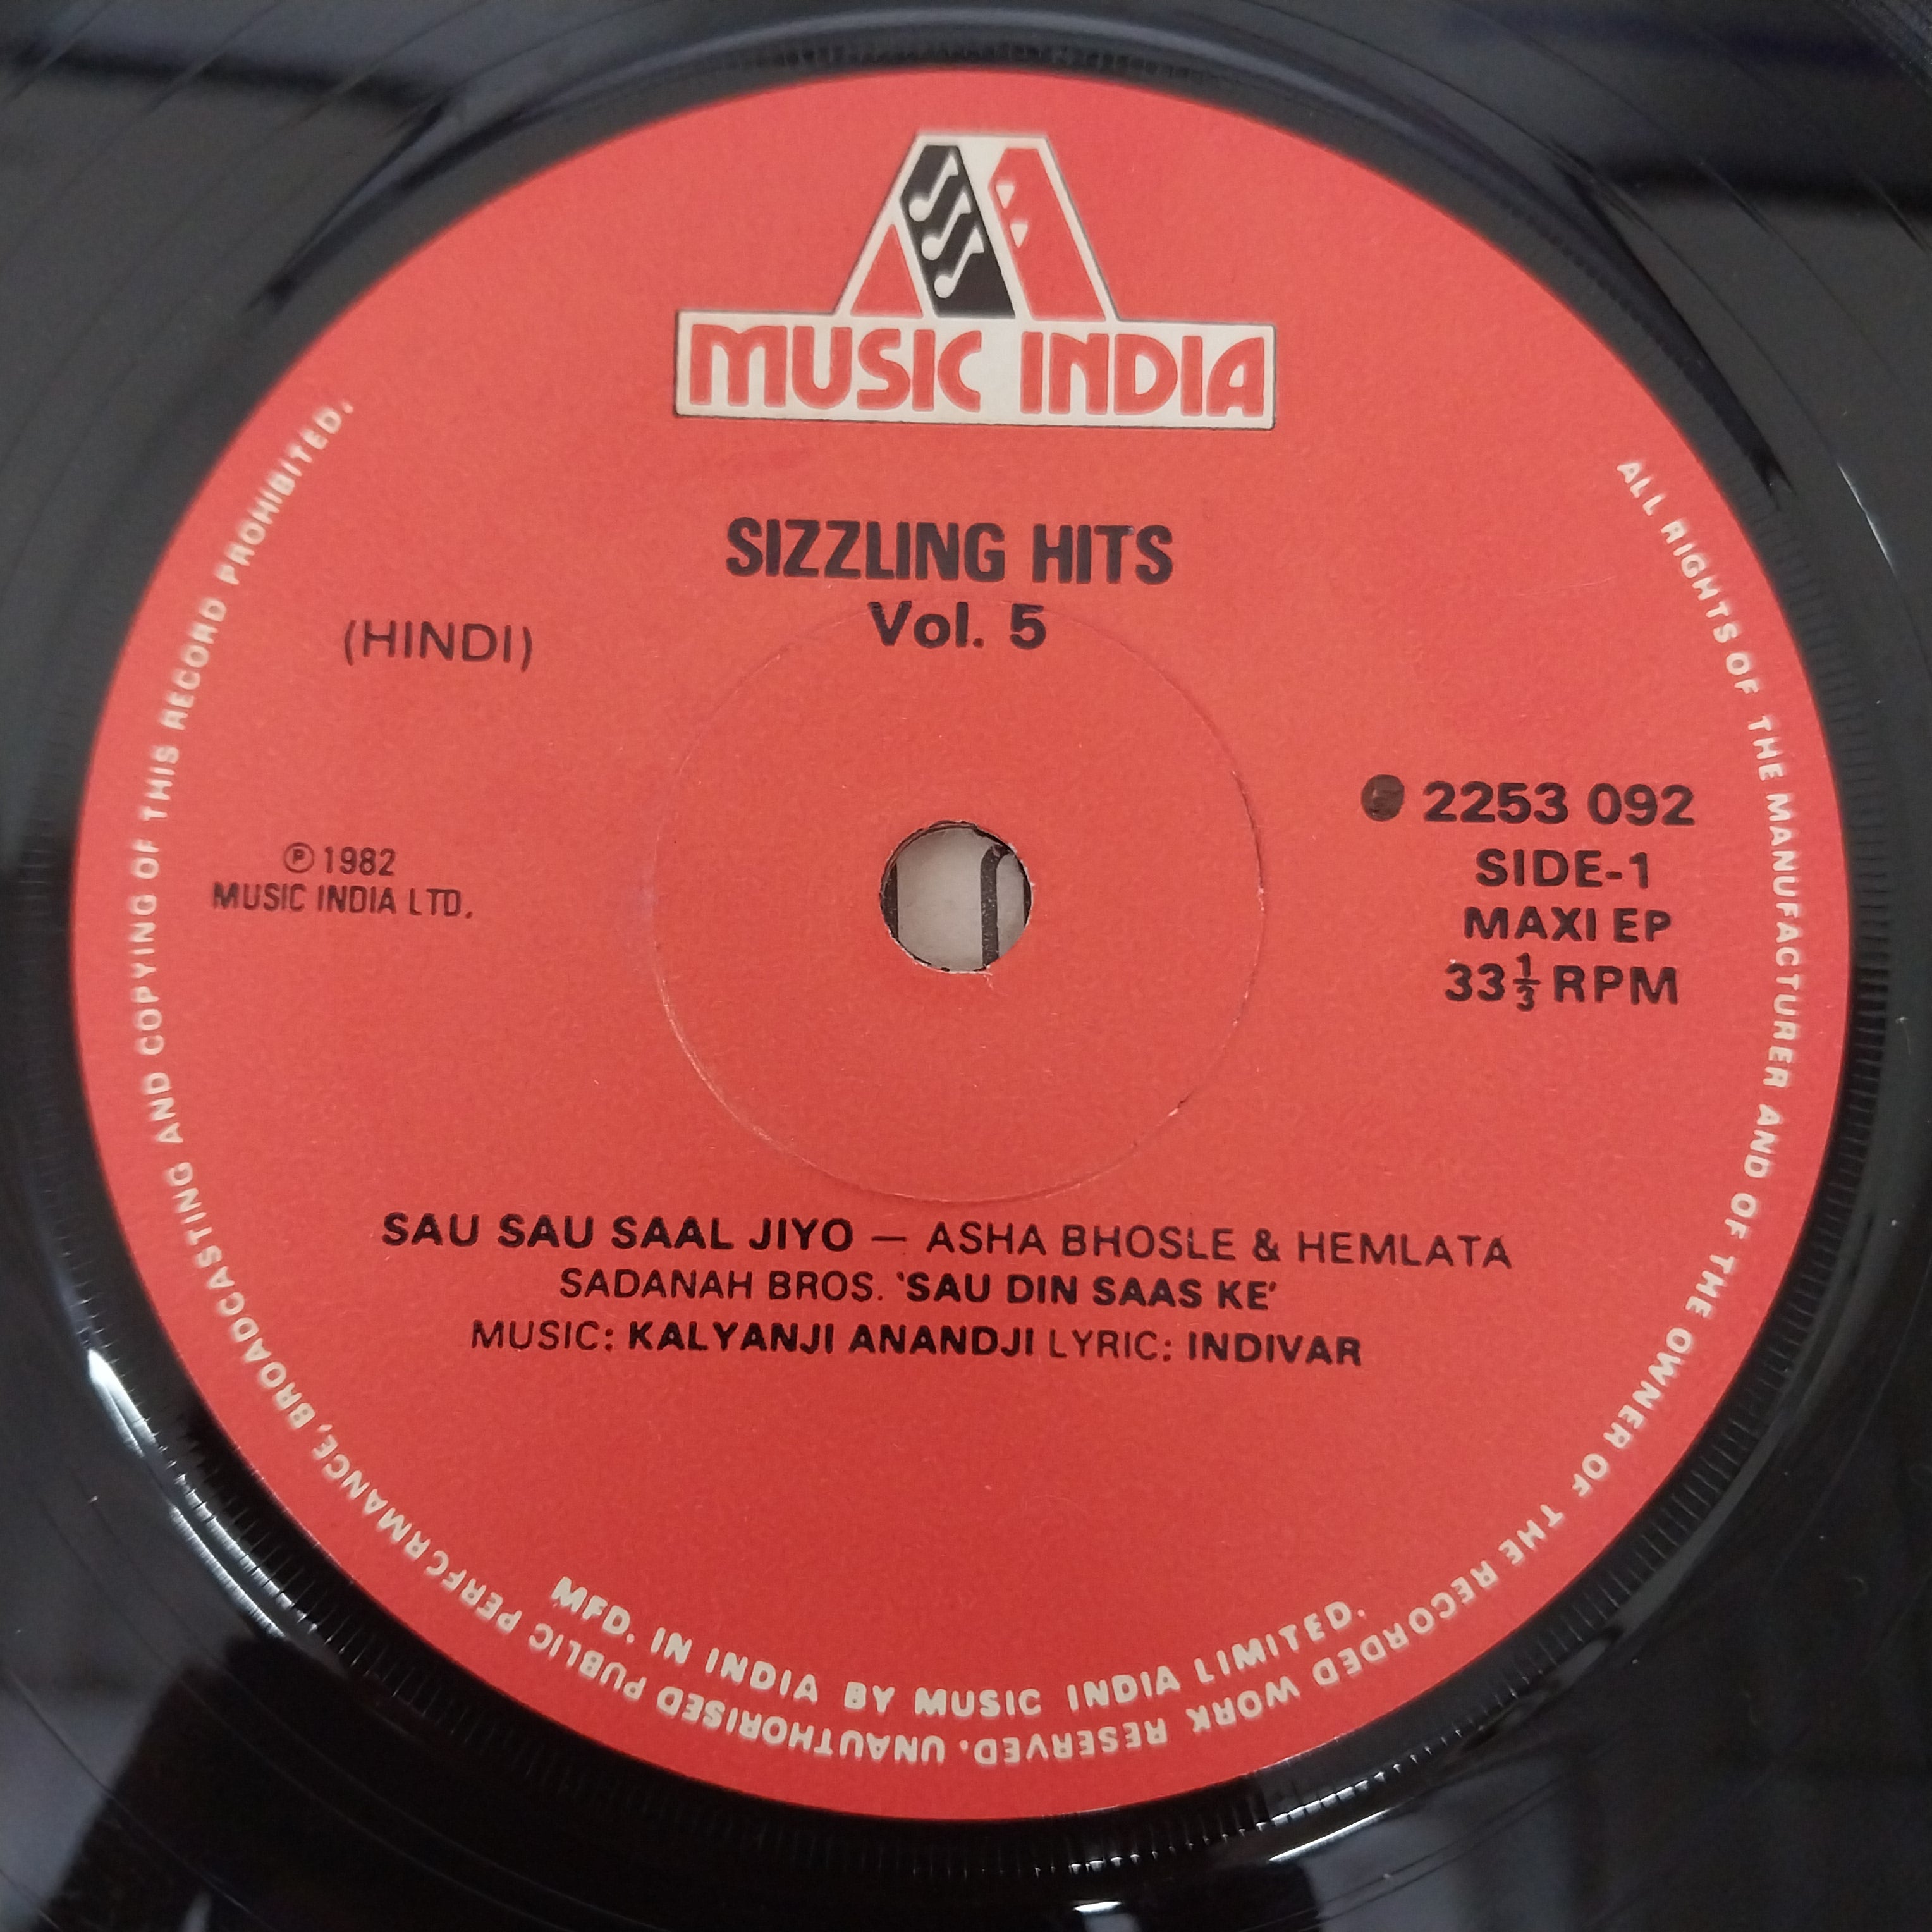 MUSIC INDIA
SIZZLING HITS
Vol. 5
(HINDI)
℗ 1982
MUSIC INDIA LTD.
2253 092
SIDE-1
MAXI EP
33 1/3 RPM
SAU SAU SAAL JIYO — ASHA BHOSLE & HEMLATA
SADANAH BROS. 'SAU DIN SAAS KE'
MUSIC: KALYANJI ANANDJI LYRIC: INDIVAR
MFD. IN INDIA BY MUSIC INDIA LIMITED.
ALL RIGHTS OF THE MANUFACTURER AND OF THE OWNER OF THE RECORDED WORK RESERVED. UNAUTHORISED PUBLIC PERFORMANCE, BROADCASTING AND COPYING OF THIS RECORD PROHIBITED.